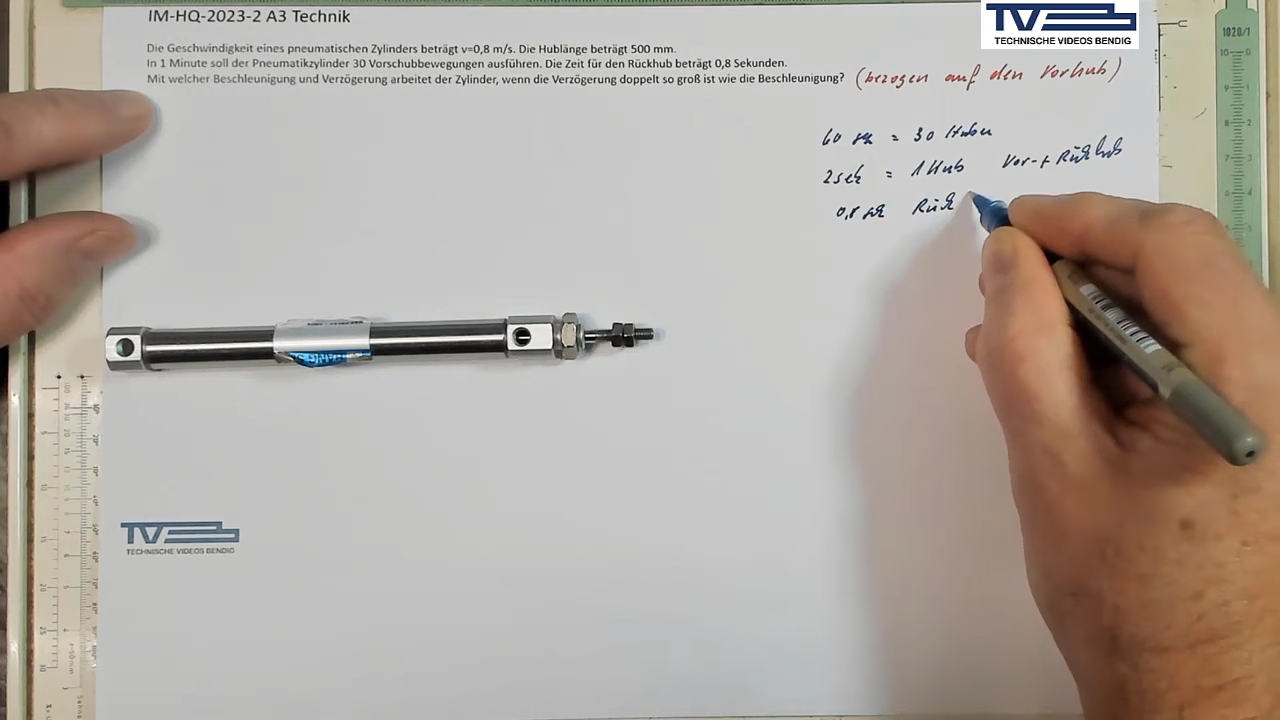 IM-HQ-2023-2 A3 Technik
TECHNISCHE VIDEOS BENDIG
Die Geschwindigkeit eines pneumatischen Zylinders beträgt v=0,8 m/s. Die Hublänge beträgt 500 mm.
In 1 Minute soll der Pneumatikzylinder 30 Vorschubbewegungen ausführen. Die Zeit für den Rückhub beträgt 0,8 Sekunden.
Mit welcher Beschleunigung und Verzögerung arbeitet der Zylinder, wenn die Verzögerung doppelt so groß ist wie die Beschleunigung? (bezogen auf den Vorhub)
60 sek = 30 Hübe
2 sek = 1 Hub Vor-+ Rückhub
0,8 sek Rück
1020/1
TECHNISCHE VIDEOS BENDIG